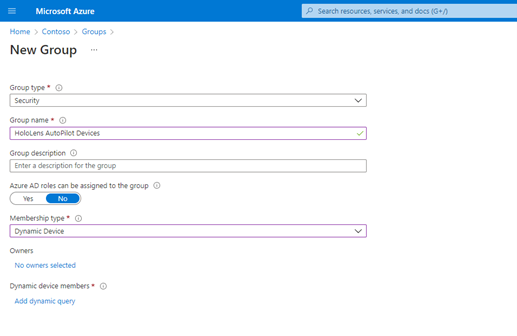 Microsoft Azure
Search resources, services, and docs (G+/)
Home > Contoso > Groups >
New Group ...
Group type *
Security
Group name *
HoloLens AutoPilot Devices
Group description
Enter a description for the group
Azure AD roles can be assigned to the group
Yes No
Membership type *
Dynamic Device
Owners
No owners selected
Dynamic device members *
Add dynamic query